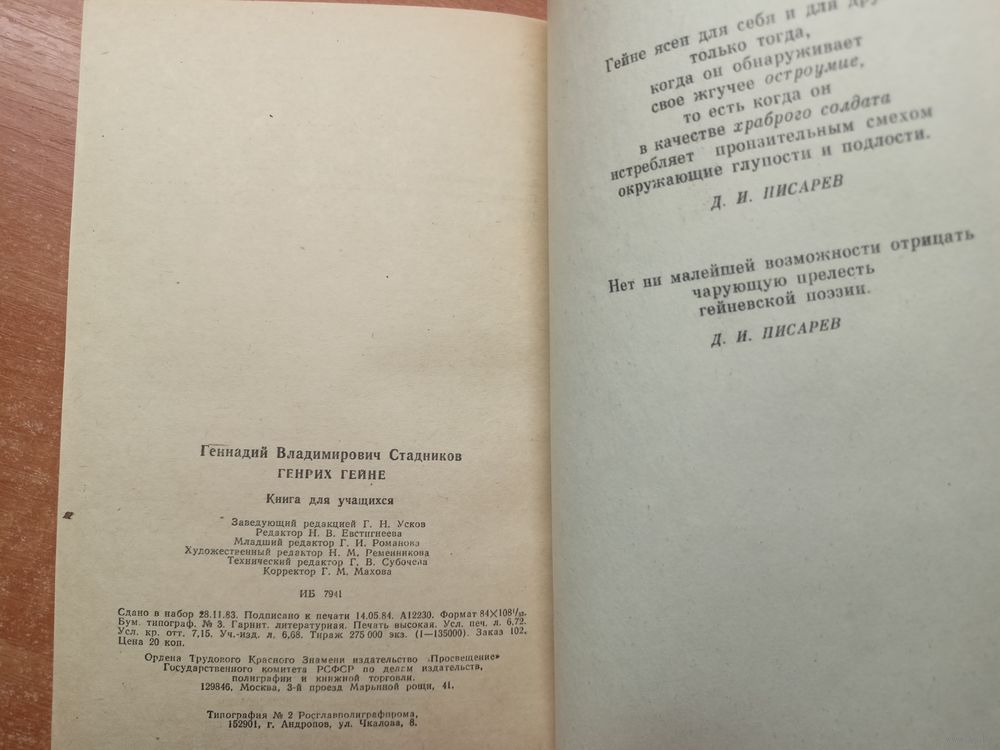 Геннадий Владимирович Стадников
ГЕНРИХ ГЕЙНЕ
Книга для учащихся
Заведующий редакцией Г. Н. Усков
Редактор Н. В. Евстигнеева
Младший редактор Г. И. Романова
Художественный редактор Н. М. Ременникова
Технический редактор Г. В. Субочева
Корректор Г. М. Махова
ИБ 7941
Сдано в набор 28.11.83. Подписано к печати 14.05.84. А12230. Формат 84×108¹/₃₂.
Бум. типограф. № 3. Гарнит. литературная. Печать высокая. Усл. печ. л. 6,72.
Усл. кр. отт. 7,15. Уч.-изд. л. 6,68. Тираж 275 000 экз. (1—135000). Заказ 102.
Цена 20 коп.
Ордена Трудового Красного Знамени издательство «Просвещение»
Государственного комитета РСФСР по делам издательств,
полиграфии и книжной торговли.
129846, Москва, 3-й проезд Марьиной рощи, 41.
Типография № 2 Росглавполиграфпрома,
152901, г. Андропов, ул. Чкалова, 8.
Гейне ясен для себя и для
только тогда,
когда он обнаруживает
свое жгучее остроумие,
то есть когда он
в качестве храброго солдата
истребляет пронзительным смехом
окружающие глупости и подлости.
Д. И. ПИСАРЕВ
Нет ни малейшей возможности отрицать
чарующую прелесть
гейневской поэзии.
Д. И. ПИСАРЕВ